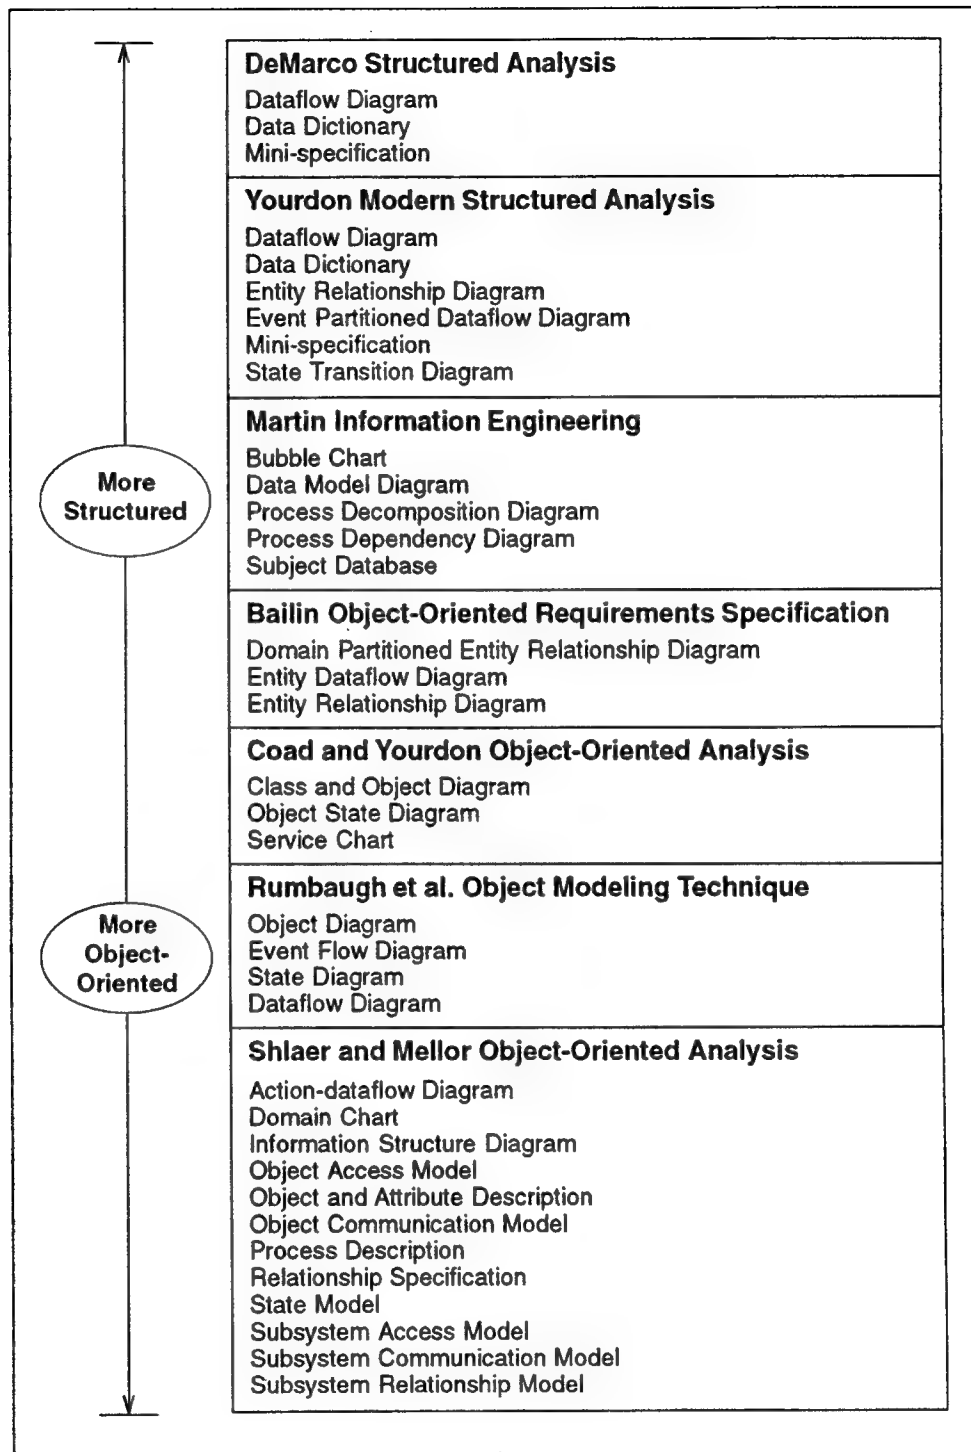 DeMarco Structured Analysis
Dataflow Diagram
Data Dictionary
Mini-specification
Yourdon Modern Structured Analysis
Dataflow Diagram
Data Dictionary
Entity Relationship Diagram
Event Partitioned Dataflow Diagram
Mini-specification
State Transition Diagram
Martin Information Engineering
Bubble Chart
Data Model Diagram
Process Decomposition Diagram
Process Dependency Diagram
Subject Database
More
Structured
Bailin Object-Oriented Requirements Specification
Domain Partitioned Entity Relationship Diagram
Entity Dataflow Diagram
Entity Relationship Diagram
Coad and Yourdon Object-Oriented Analysis
Class and Object Diagram
Object State Diagram
Service Chart
Rumbaugh et al. Object Modeling Technique
Object Diagram
Event Flow Diagram
State Diagram
Dataflow Diagram
More
Object-
Oriented
Shlaer and Mellor Object-Oriented Analysis
Action-dataflow Diagram
Domain Chart
Information Structure Diagram
Object Access Model
Object and Attribute Description
Object Communication Model
Process Description
Relationship Specification
State Model
Subsystem Access Model
Subsystem Communication Model
Subsystem Relationship Model